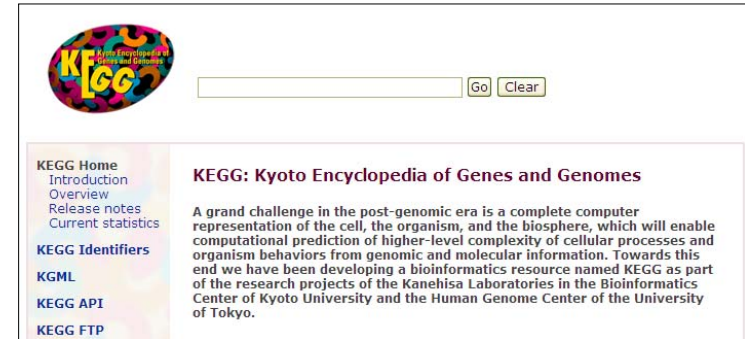 Kyoto Encyclopedia of
Genes and Genomes
KEGG
Go Clear
KEGG Home
Introduction
Overview
Release notes
Current statistics
KEGG Identifiers
KGML
KEGG API
KEGG FTP
KEGG: Kyoto Encyclopedia of Genes and Genomes
A grand challenge in the post-genomic era is a complete computer
representation of the cell, the organism, and the biosphere, which will enable
computational prediction of higher-level complexity of cellular processes and
organism behaviors from genomic and molecular information. Towards this
end we have been developing a bioinformatics resource named KEGG as part
of the research projects of the Kanehisa Laboratories in the Bioinformatics
Center of Kyoto University and the Human Genome Center of the University
of Tokyo.